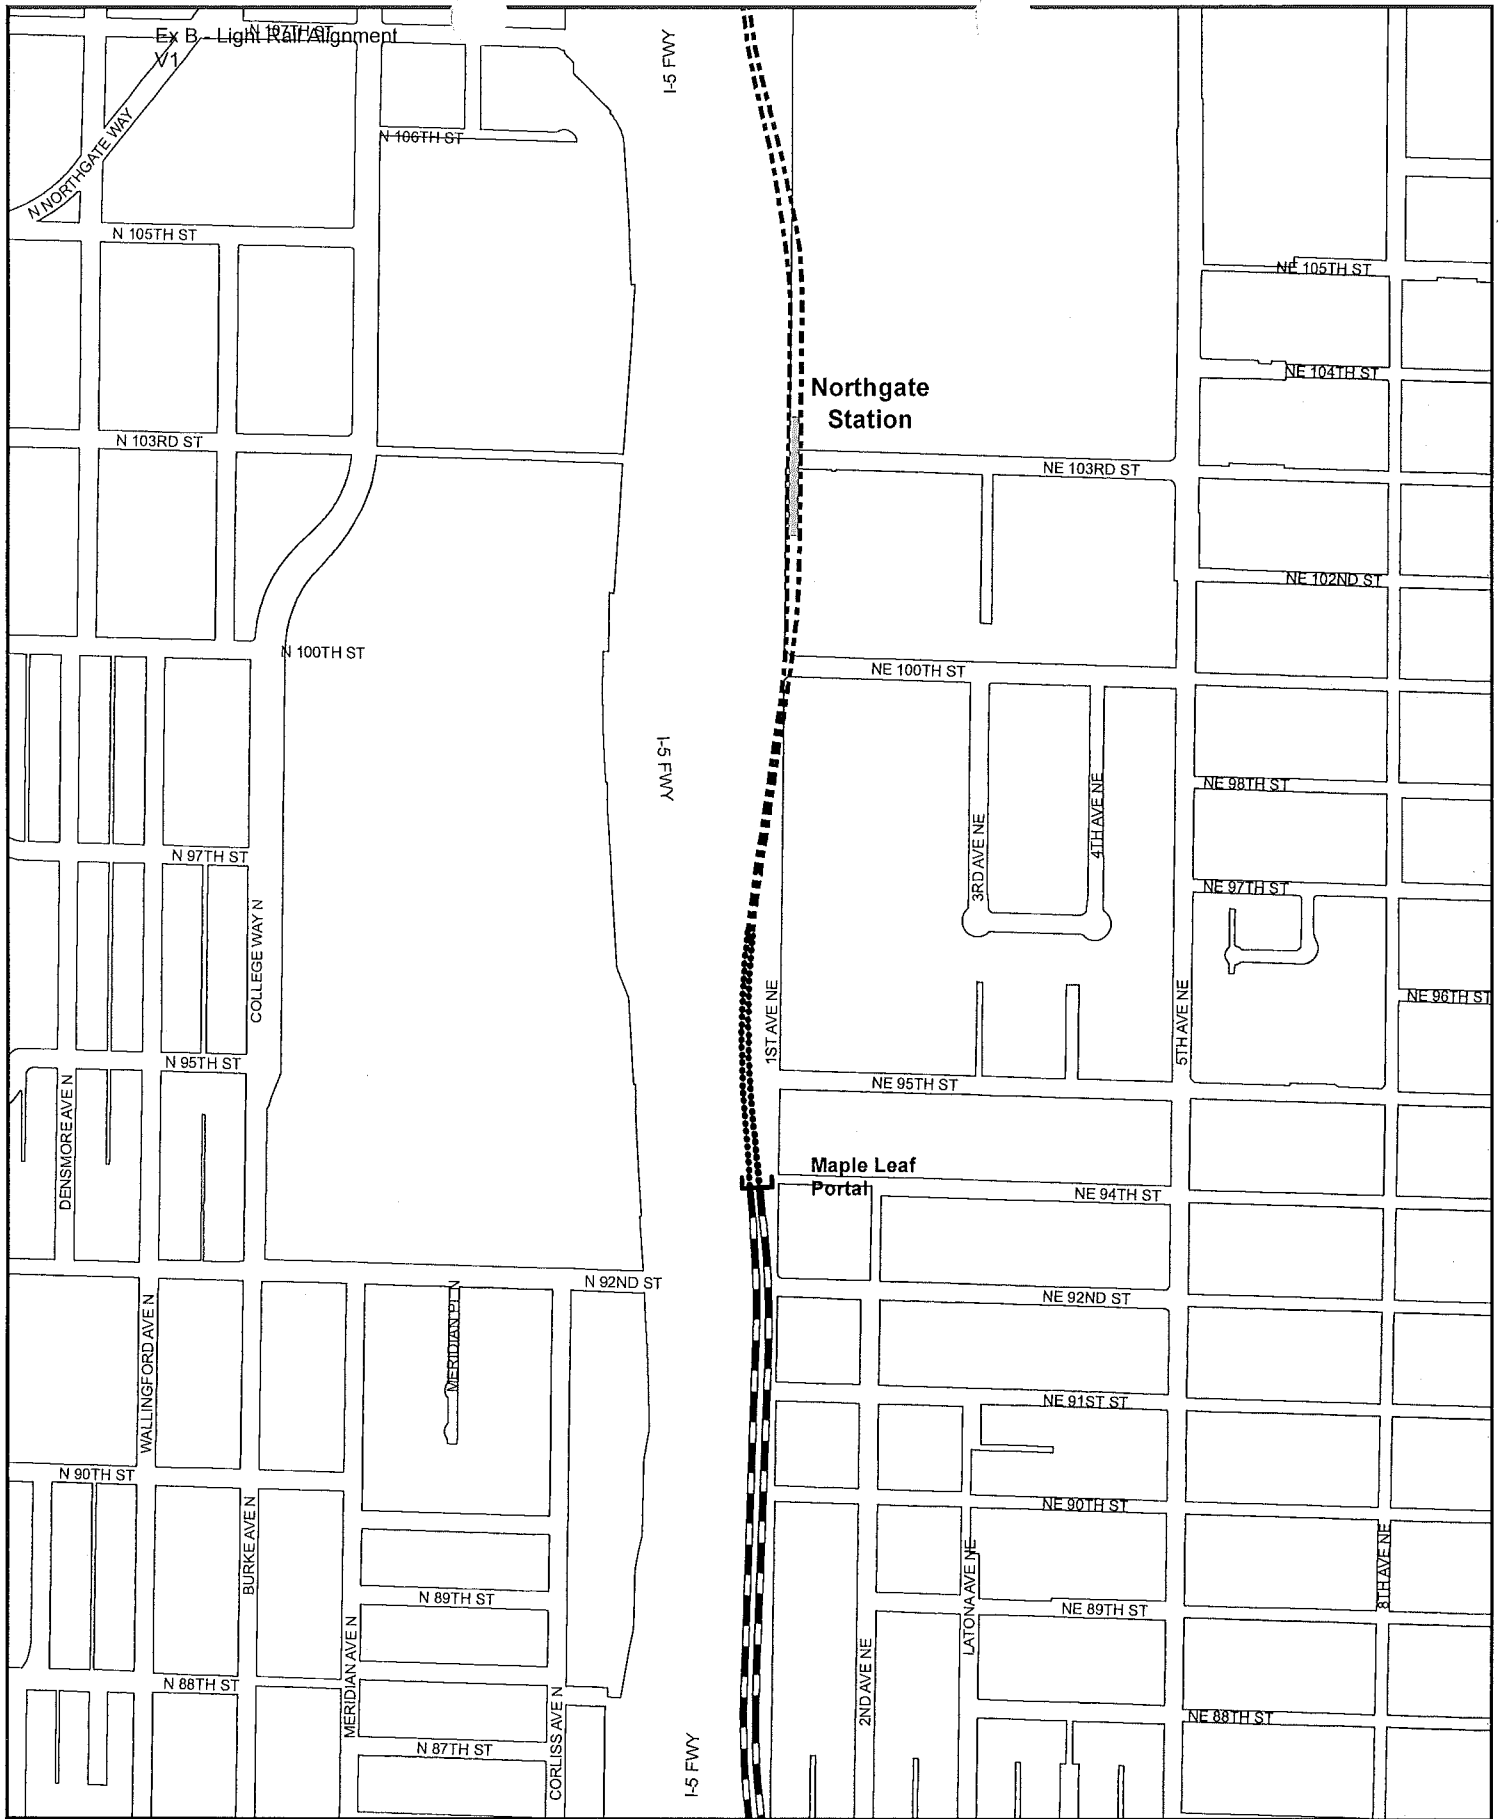 N 107TH ST
Ex B - Light Rail Alignment
V1
I-5 FWY
N NORTHGATE WAY
N 106TH ST
N 105TH ST
NE 105TH ST
NE 104TH ST
Northgate
Station
N 103RD ST
NE 103RD ST
NE 102ND ST
N 100TH ST
NE 100TH ST
I-5 FWY
NE 98TH ST
4TH AVE NE
3RD AVE NE
N 97TH ST
NE 97TH ST
COLLEGE WAY N
1ST AVE NE
5TH AVE NE
NE 96TH ST
N 95TH ST
NE 95TH ST
DENSMORE AVE N
Maple Leaf
Portal
NE 94TH ST
N 92ND ST
NE 92ND ST
MERIDIAN PL N
WALLINGFORD AVE N
NE 91ST ST
N 90TH ST
NE 90TH ST
BURKE AVE N
8TH AVE NE
LATONA AVE NE
N 89TH ST
NE 89TH ST
MERIDIAN AVE N
2ND AVE NE
N 88TH ST
NE 88TH ST
CORLISS AVE N
N 87TH ST
I-5 FWY